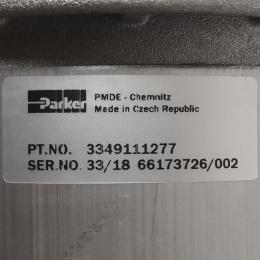 Parker
PMDE - Chemnitz
Made in Czech Republic
PT.NO. 3349111277
SER.NO. 33/18 66173726/002